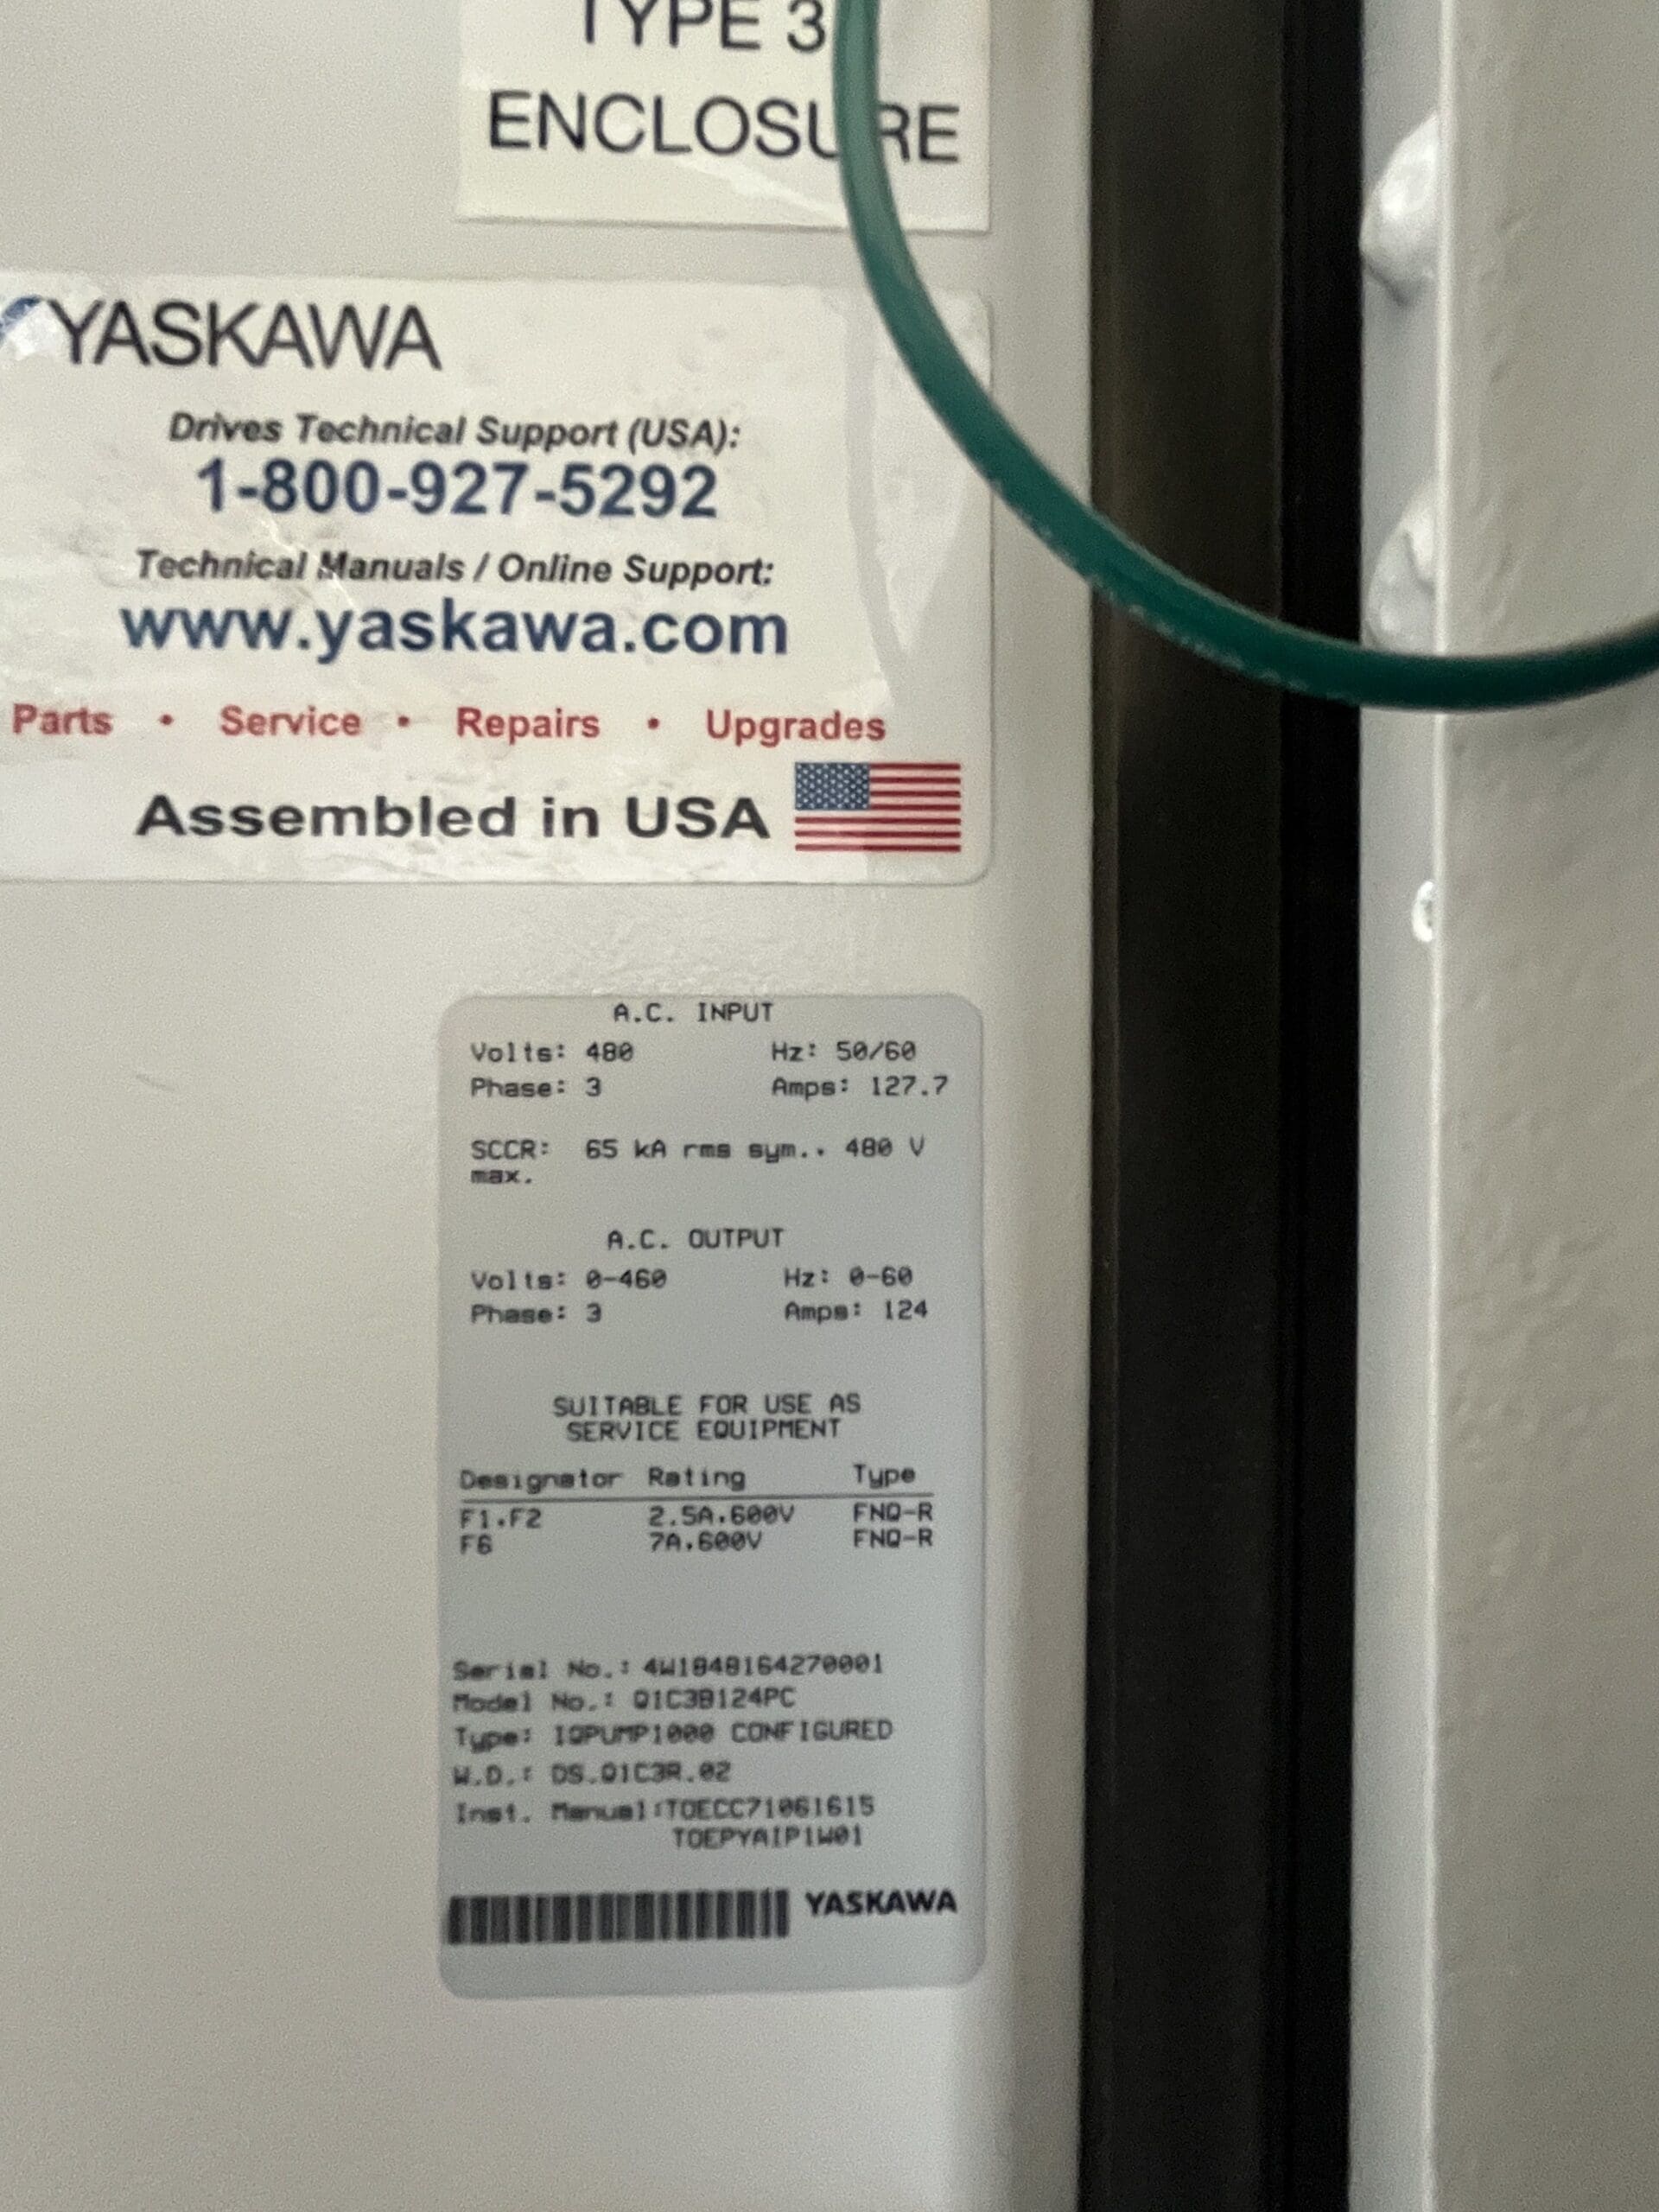 TYPE 3
ENCLOSURE
YASKAWA
Drives Technical Support (USA):
1-800-927-5292
Technical Manuals / Online Support:
www.yaskawa.com
Parts • Service • Repairs • Upgrades
Assembled in USA
A.C. INPUT
Volts: 480 Hz: 50/60
Phase: 3 Amps: 127.7
SCCR: 65 kA rms sym., 480 V
max.
A.C. OUTPUT
Volts: 0-460 Hz: 0-60
Phase: 3 Amps: 124
SUITABLE FOR USE AS
SERVICE EQUIPMENT
Designator Rating Type
F1,F2 2.5A,600V FNQ-R
F6 7A,600V FNQ-R
Serial No.: 4W1848164270001
Model No.: Q1C3B124PC
Type: IQPUMP1000 CONFIGURED
W.D.: DS.Q1C3R.02
Inst. Manual:TOECC71061615
TOEPYAIP1W01
YASKAWA